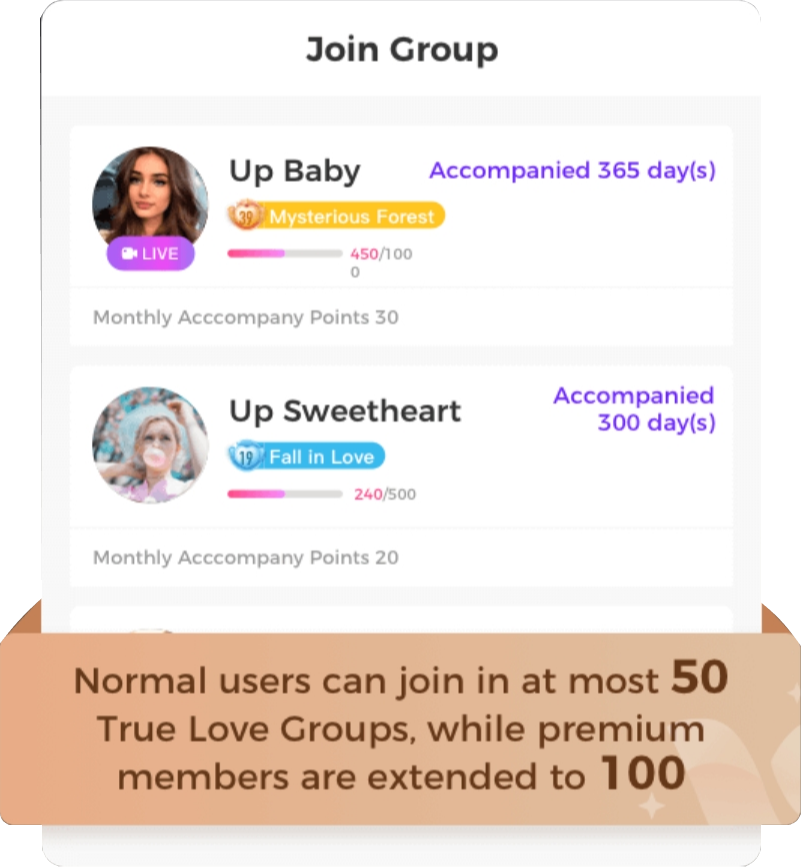 Join Group
Up Baby
Accompanied 365 day(s)
39 Mysterious Forest
LIVE
450/100
0
Monthly Acccompany Points 30
Up Sweetheart
Accompanied
300 day(s)
19 Fall in Love
240/500
Monthly Acccompany Points 20
Normal users can join in at most 50
True Love Groups, while premium
members are extended to 100